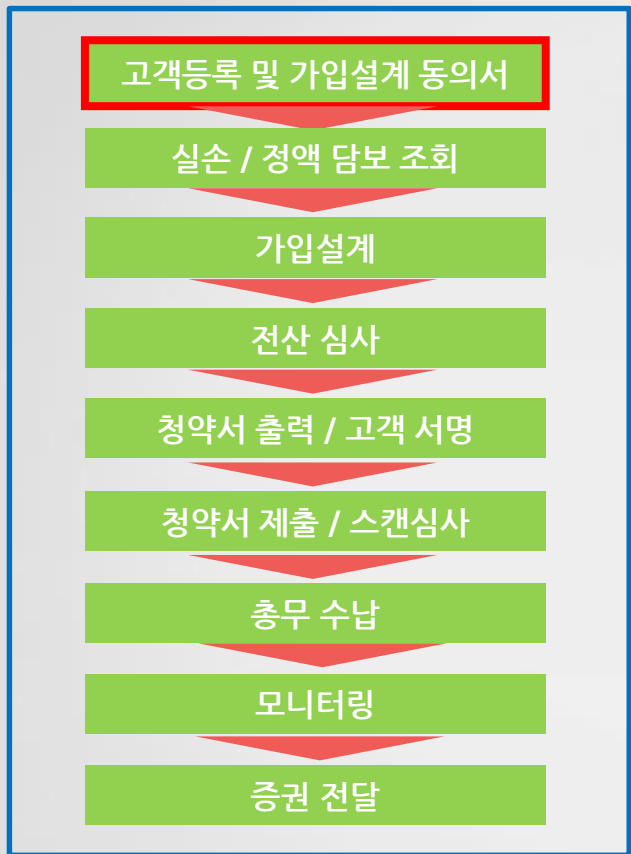 고객등록 및 가입설계 동의서
실손 / 정액 담보 조회
가입설계
전산 심사
청약서 출력 / 고객 서명
청약서 제출 / 스캔심사
총무 수납
모니터링
증권 전달